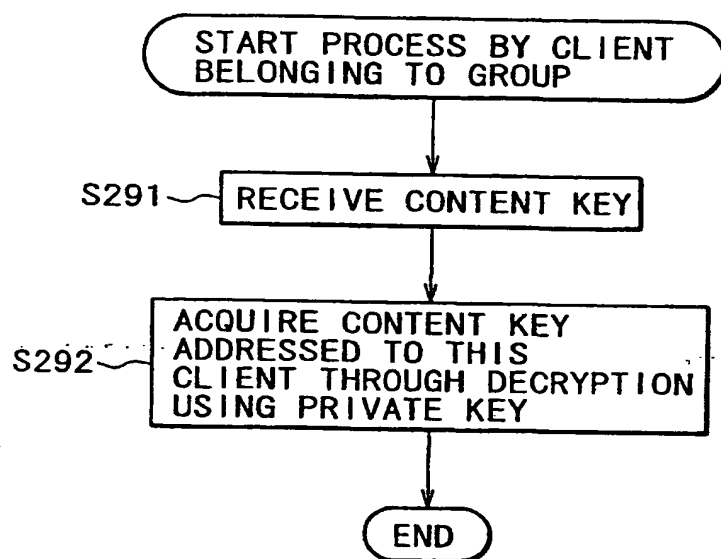 START PROCESS BY CLIENT
BELONGING TO GROUP
S291
RECEIVE CONTENT KEY
S292
ACQUIRE CONTENT KEY
ADDRESSED TO THIS
CLIENT THROUGH DECRYPTION
USING PRIVATE KEY
END